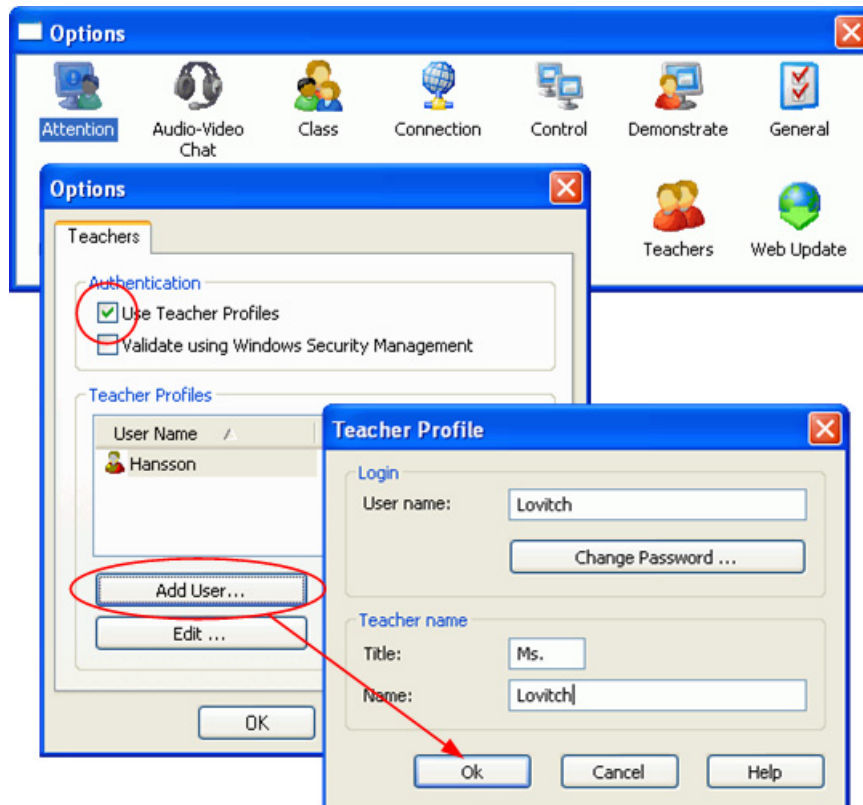 Options
Attention
Audio-Video
Chat
Class
Connection
Control
Demonstrate
General
Teachers
Web Update
Options
Teachers
Authentication
Use Teacher Profiles
Validate using Windows Security Management
Teacher Profiles
User Name
Hansson
Add User...
Edit ...
OK
Teacher Profile
Login
User name:
Lovitch
Change Password ...
Teacher name
Title:
Ms.
Name:
Lovitch
Ok
Cancel
Help